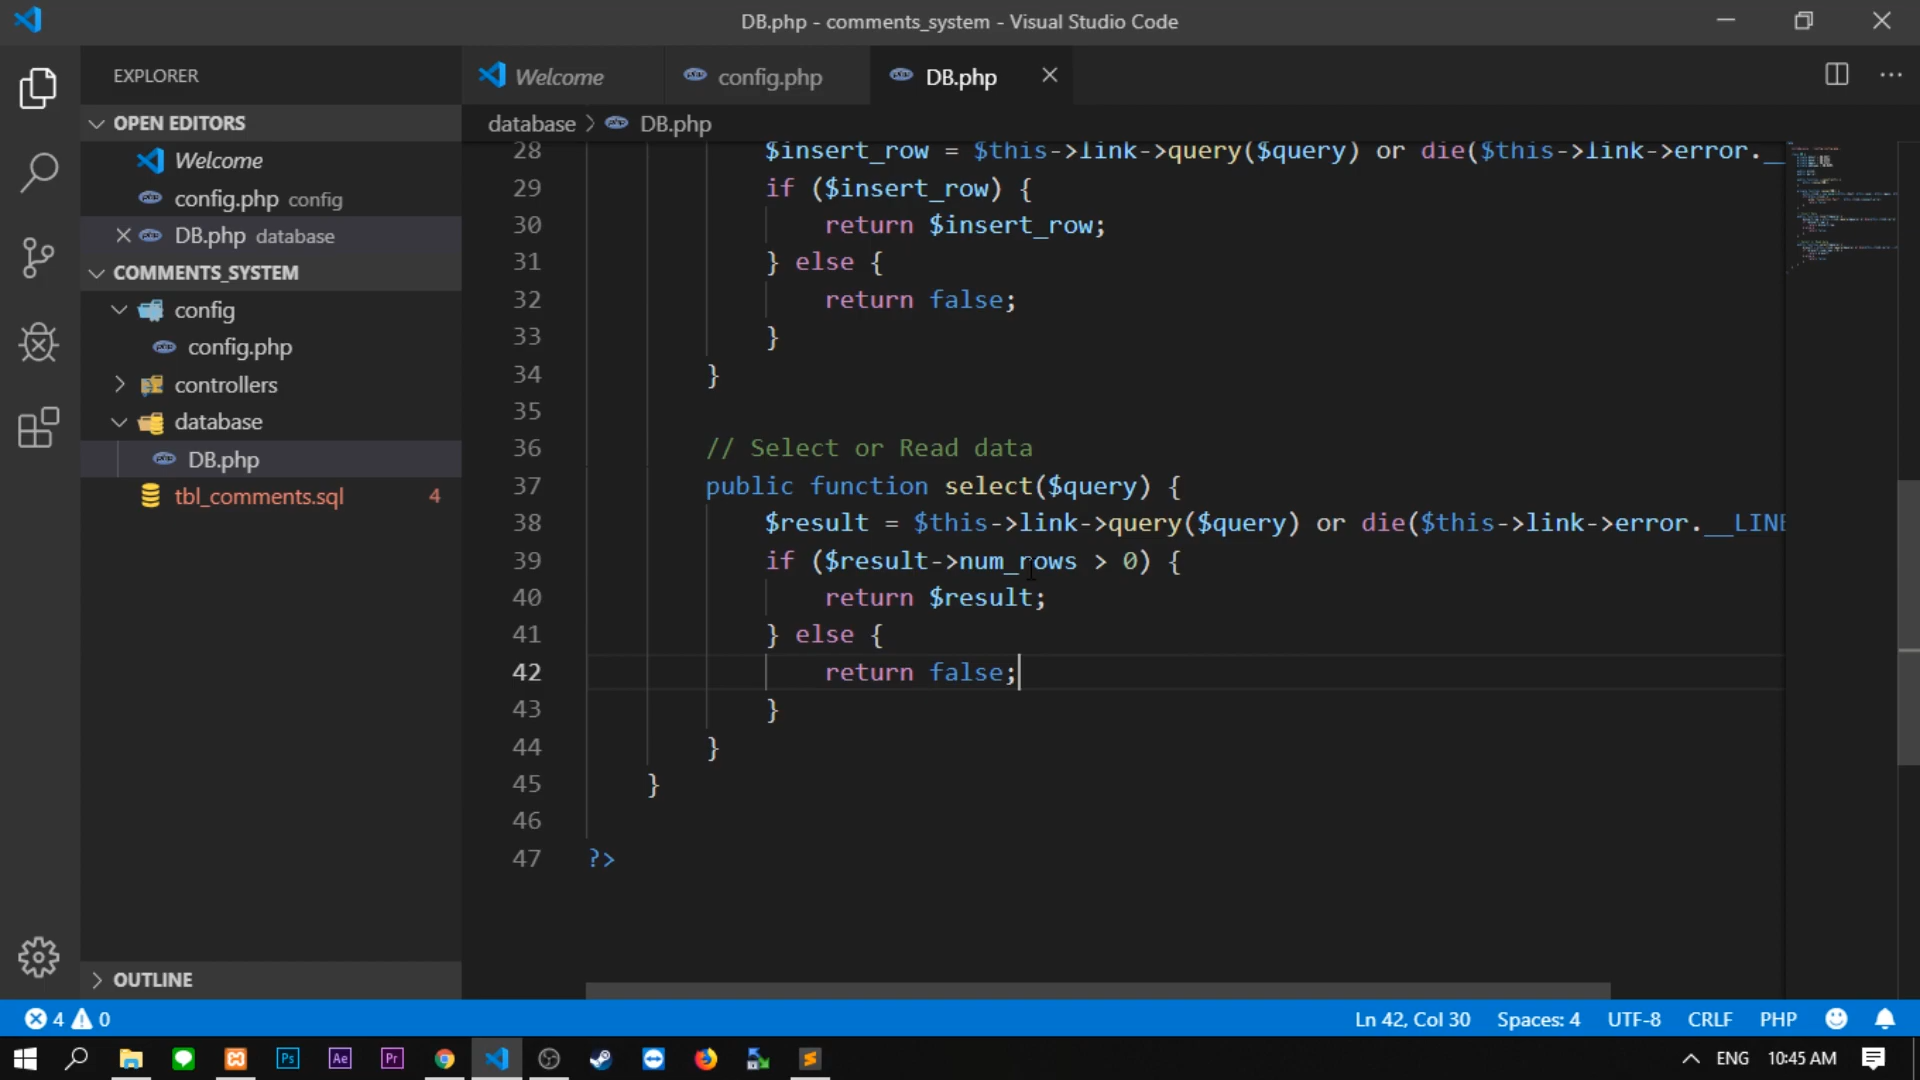 DB.php - comments_system - Visual Studio Code
EXPLORER
OPEN EDITORS
Welcome
config.php config
DB.php database
COMMENTS_SYSTEM
config
config.php
controllers
database
DB.php
tbl_comments.sql 4
OUTLINE
Welcome
config.php
DB.php
database > DB.php
28 $insert_row = $this->link->query($query) or die($this->link->error.__
29 if ($insert_row) {
30 return $insert_row;
31 } else {
32 return false;
33 }
34 }
35
36 // Select or Read data
37 public function select($query) {
38 $result = $this->link->query($query) or die($this->link->error.__LINE
39 if ($result->num_rows > 0) {
40 return $result;
41 } else {
42 return false;
43 }
44 }
45 }
46
47 ?>
4 0
Ln 42, Col 30 Spaces: 4 UTF-8 CRLF PHP
Ps Ae Pr
ENG 10:45 AM